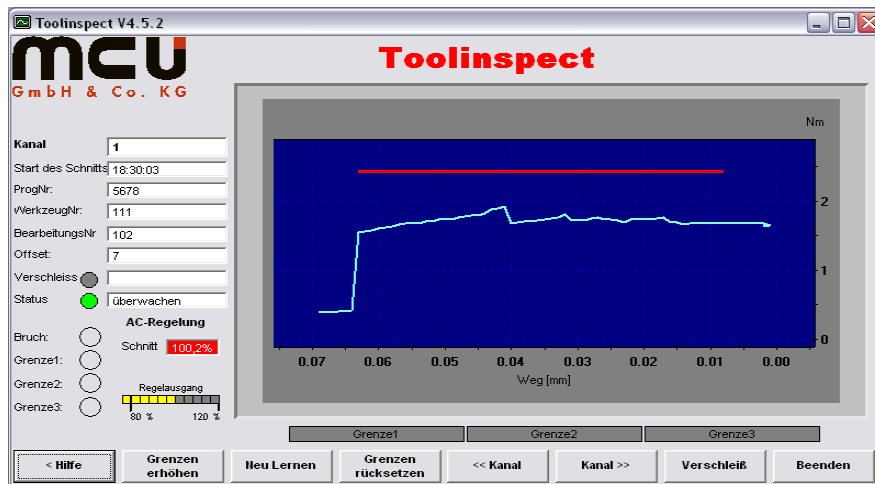 Toolinspect V4.5.2
mcu
GmbH & Co. KG
Toolinspect
Kanal 1
Start des Schnitts 18:30:03
ProgNr: 5678
WerkzeugNr: 111
BearbeitungsNr 102
Offset: 7
Verschleiss
Status überwachen
AC-Regelung
Bruch:
Schnitt 100,2%
Grenze1:
Grenze2:
Regelausgang
Grenze3:
80 % 120 %
Nm
2
1
0
0.07 0.06 0.05 0.04 0.03 0.02 0.01 0.00
Weg [mm]
Grenze1 Grenze2 Grenze3
< Hilfe
Grenzen erhöhen
Neu Lernen
Grenzen rücksetzen
<< Kanal
Kanal >>
Verschleiß
Beenden